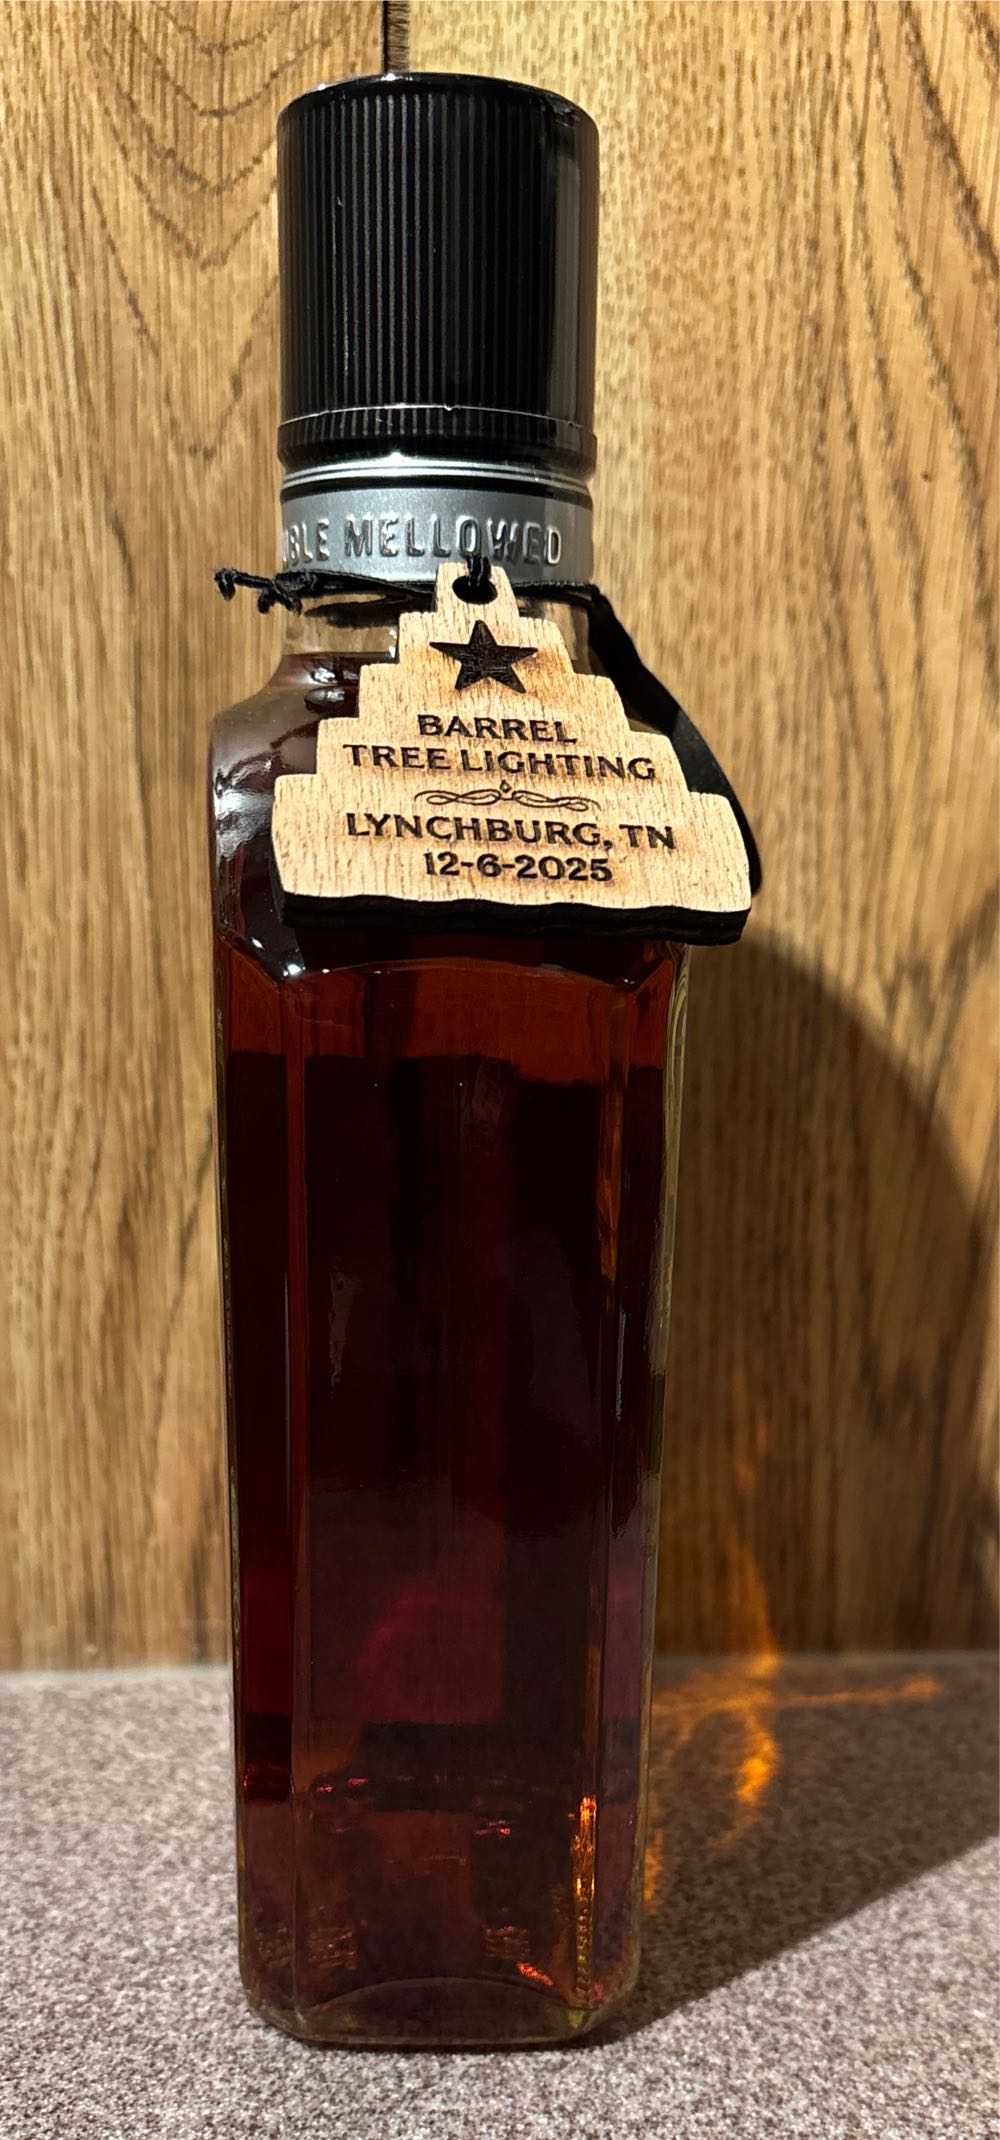 MELLOWED
BARREL
TREE LIGHTING
LYNCHBURG, TN
12-6-2025